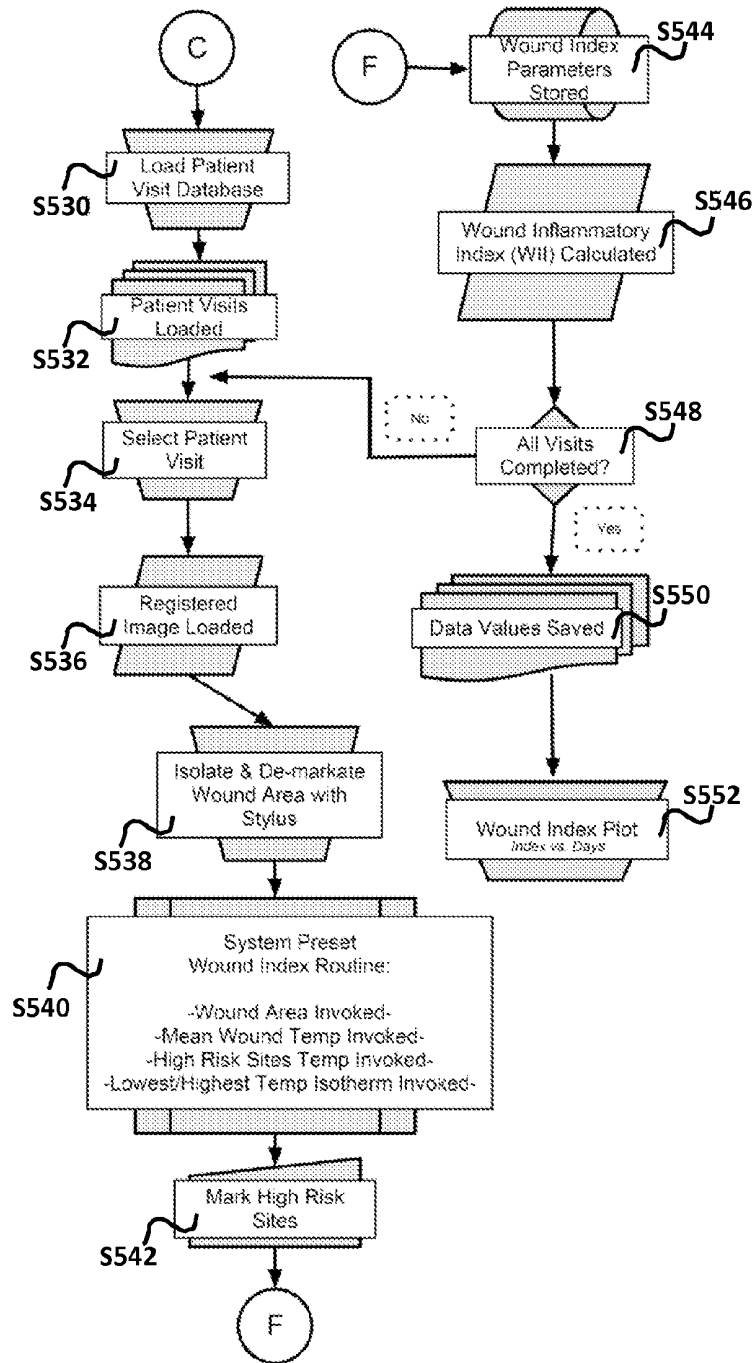 C
Load Patient
Visit Database
S530
Patient Visits
Loaded
S532
Select Patient
Visit
S534
Registered
Image Loaded
S536
Isolate & De-markate
Wound Area with
Stylus
S538
System Preset
Wound Index Routine:
-Wound Area Invoked-
-Mean Wound Temp Invoked-
-High Risk Sites Temp Invoked-
-Lowest/Highest Temp Isotherm Invoked-
S540
Mark High Risk
Sites
S542
F
F
Wound Index
Parameters
Stored
S544
Wound Inflammatory
Index (WII) Calculated
S546
All Visits
Completed?
S548
No
Yes
Data Values Saved
S550
Wound Index Plot
Index vs. Days
S552